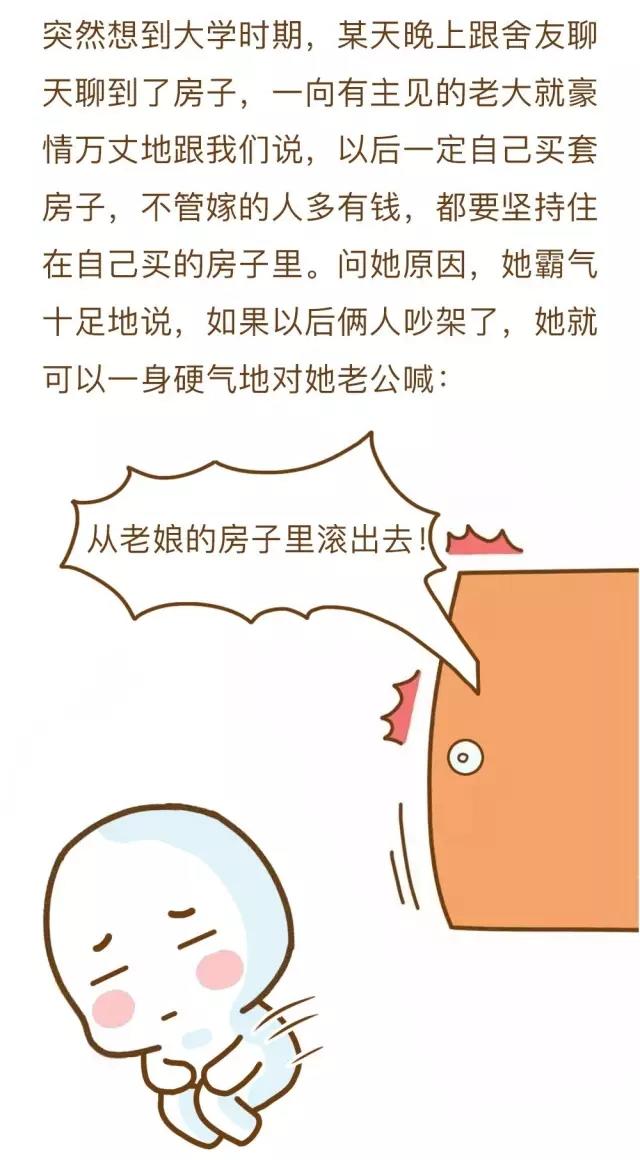 突然想到大学时期，某天晚上跟舍友聊
天聊到了房子，一向有主见的老大就豪
情万丈地跟我们说，以后一定自己买套
房子，不管嫁的人多有钱，都要坚持住
在自己买的房子里。问她原因，她霸气
十足地说，如果以后俩人吵架了，她就
可以一身硬气地对她老公喊：
从老娘的房子里滚出去！